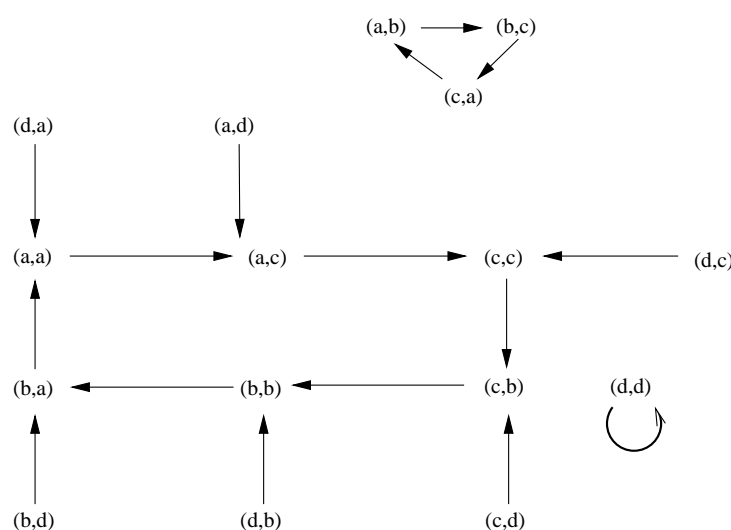 (a,b) (b,c)
(c,a)
(d,a) (a,d)
(a,a) (a,c) (c,c) (d,c)
(b,a) (b,b) (c,b) (d,d)
(b,d) (d,b) (c,d)